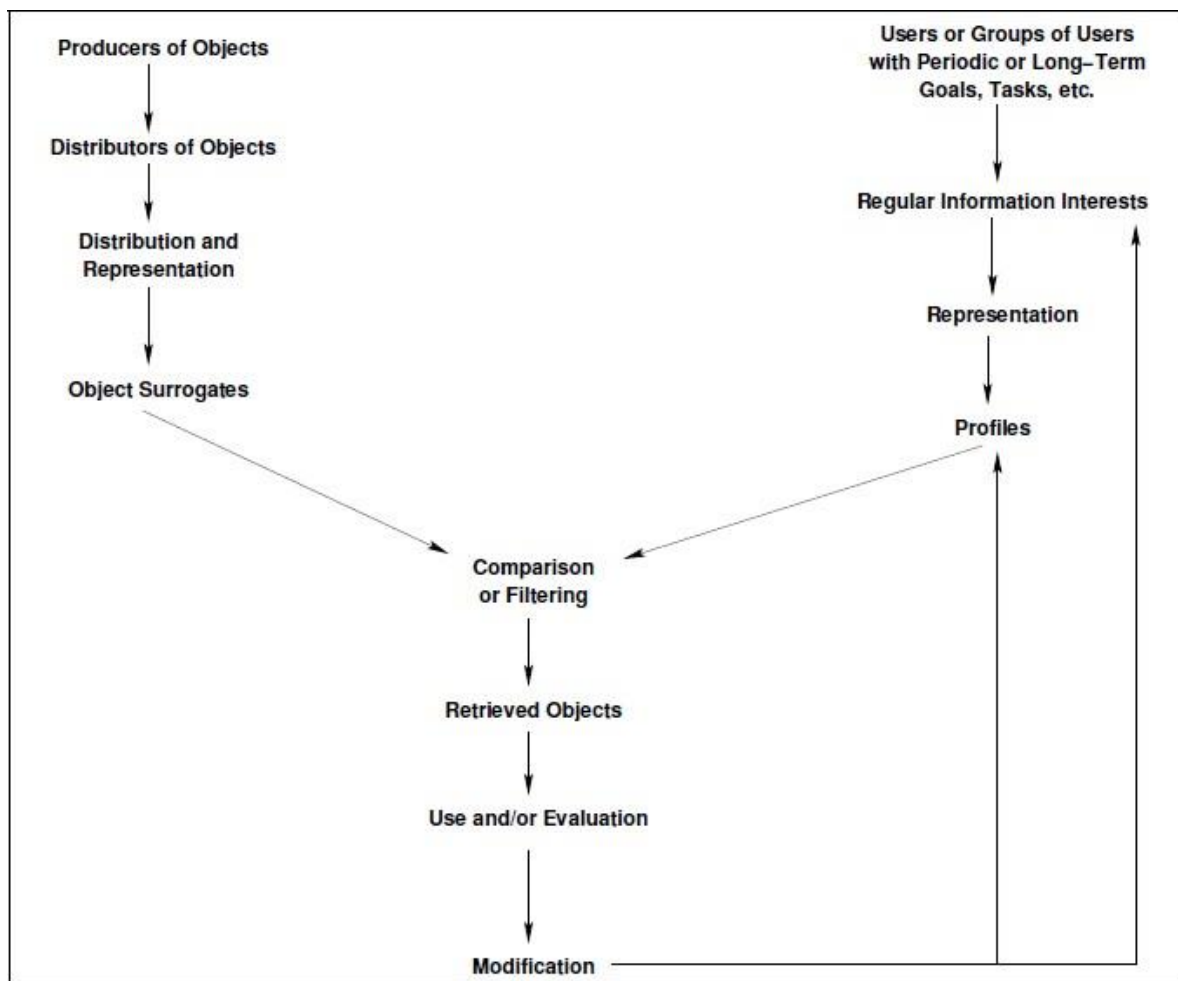 Producers of Objects
Distributors of Objects
Distribution and
Representation
Object Surrogates
Users or Groups of Users
with Periodic or Long–Term
Goals, Tasks, etc.
Regular Information Interests
Representation
Profiles
Comparison
or Filtering
Retrieved Objects
Use and/or Evaluation
Modification